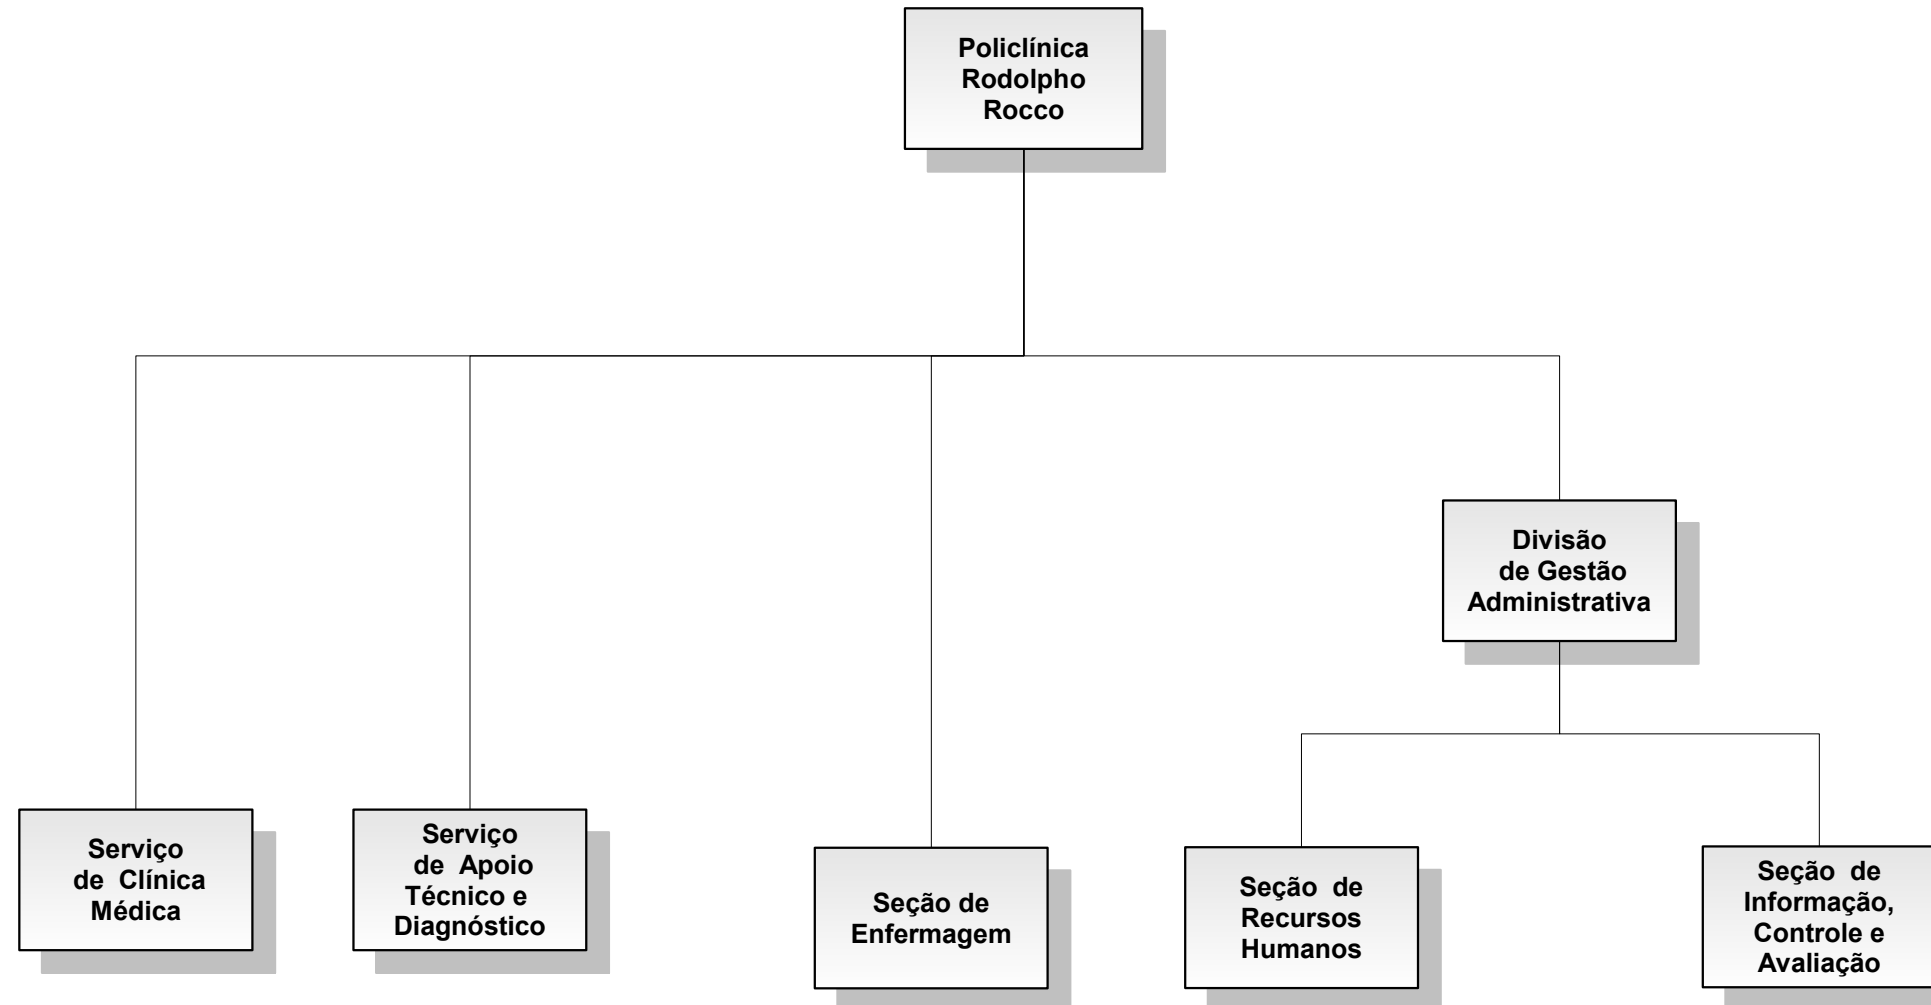 Policlínica
Rodolpho
Rocco
Divisão
de Gestão
Administrativa
Serviço
de Clínica
Médica
Serviço
de Apoio
Técnico e
Diagnóstico
Seção de
Enfermagem
Seção de
Recursos
Humanos
Seção de
Informação,
Controle e
Avaliação